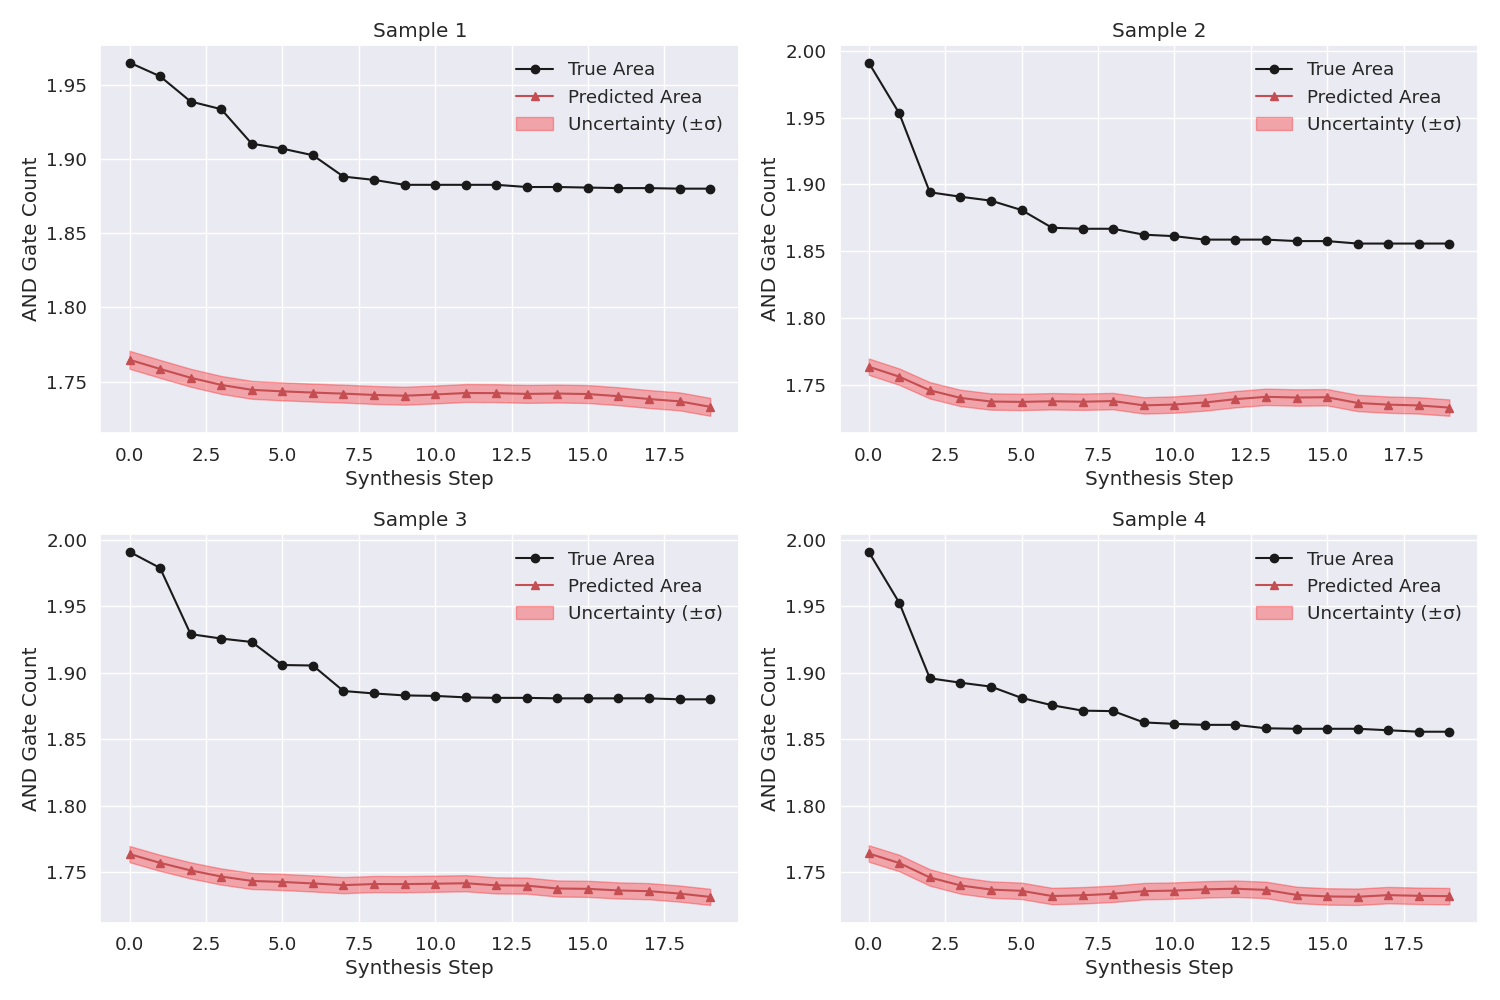 Sample 1
AND Gate Count
1.95
1.90
1.85
1.80
1.75
True Area
Predicted Area
Uncertainty (±σ)
0.0 2.5 5.0 7.5 10.0 12.5 15.0 17.5
Synthesis Step
Sample 2
AND Gate Count
2.00
1.95
1.90
1.85
1.80
1.75
True Area
Predicted Area
Uncertainty (±σ)
0.0 2.5 5.0 7.5 10.0 12.5 15.0 17.5
Synthesis Step
Sample 3
AND Gate Count
2.00
1.95
1.90
1.85
1.80
1.75
True Area
Predicted Area
Uncertainty (±σ)
0.0 2.5 5.0 7.5 10.0 12.5 15.0 17.5
Synthesis Step
Sample 4
AND Gate Count
2.00
1.95
1.90
1.85
1.80
1.75
True Area
Predicted Area
Uncertainty (±σ)
0.0 2.5 5.0 7.5 10.0 12.5 15.0 17.5
Synthesis Step